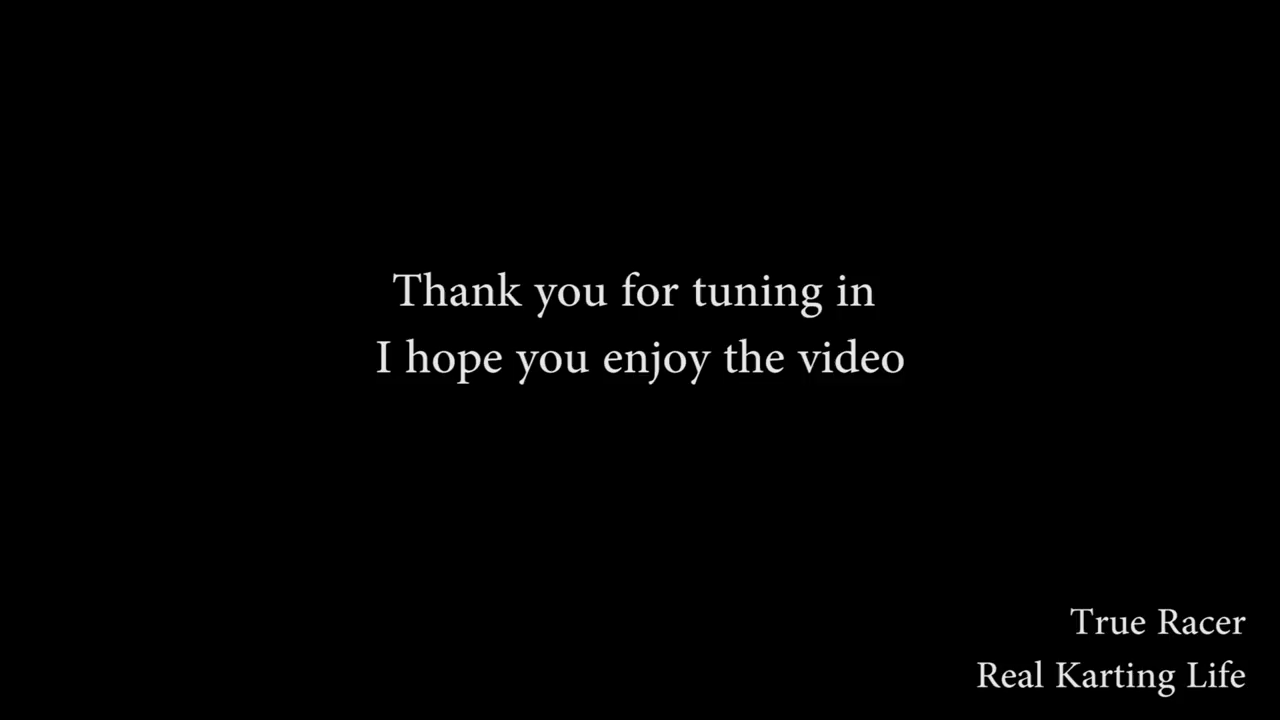 Thank you for tuning in
I hope you enjoy the video
True Racer
Real Karting Life